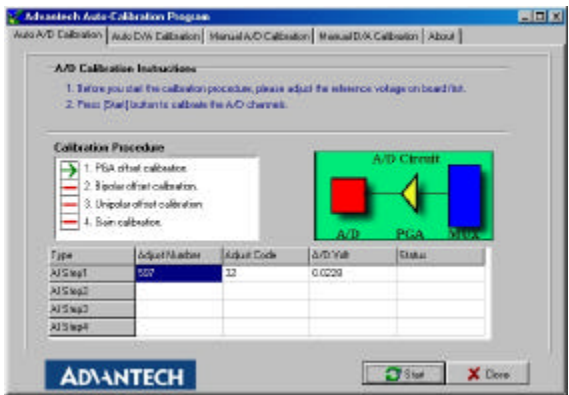 Advantech Auto-Calibration Program
Auto A/D Calibration Auto D/A Calibration Manual A/D Calibration Manual D/A Calibration About
A/D Calibration Instructions
1. Before you start the calibration procedure, please adjust the reference voltage on board first.
2. Press [Start] button to calibrate the A/D channels.
Calibration Procedure
1. PGA offset calibration.
2. Bipolar offset calibration.
3. Unipolar offset calibration.
4. Gain calibration.
A/D Circuit
A/D PGA MUX
Type Adjust Number Adjust Code A/D Volt Status
AI Step1 32 0.0229
AI Step2
AI Step3
AI Step4
ADVANTECH
Start Close